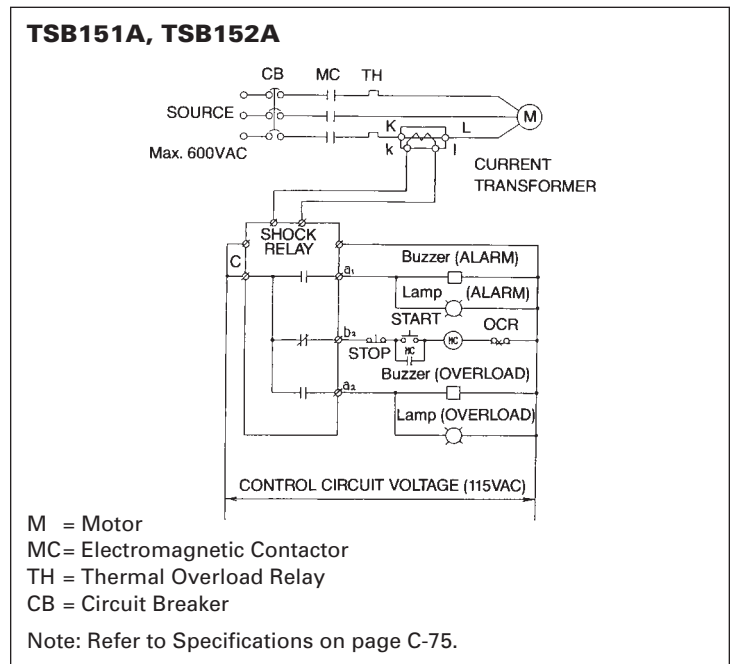 TSB151A, TSB152A
CB MC TH
SOURCE
M
Max. 600VAC
K L
k l
CURRENT
TRANSFORMER
SHOCK
RELAY
C
a₁
Buzzer (ALARM)
Lamp (ALARM)
START
OCR
b₂
STOP
MC
MC
Buzzer (OVERLOAD)
a₂
Lamp (OVERLOAD)
CONTROL CIRCUIT VOLTAGE (115VAC)
M = Motor
MC= Electromagnetic Contactor
TH = Thermal Overload Relay
CB = Circuit Breaker
Note: Refer to Specifications on page C-75.